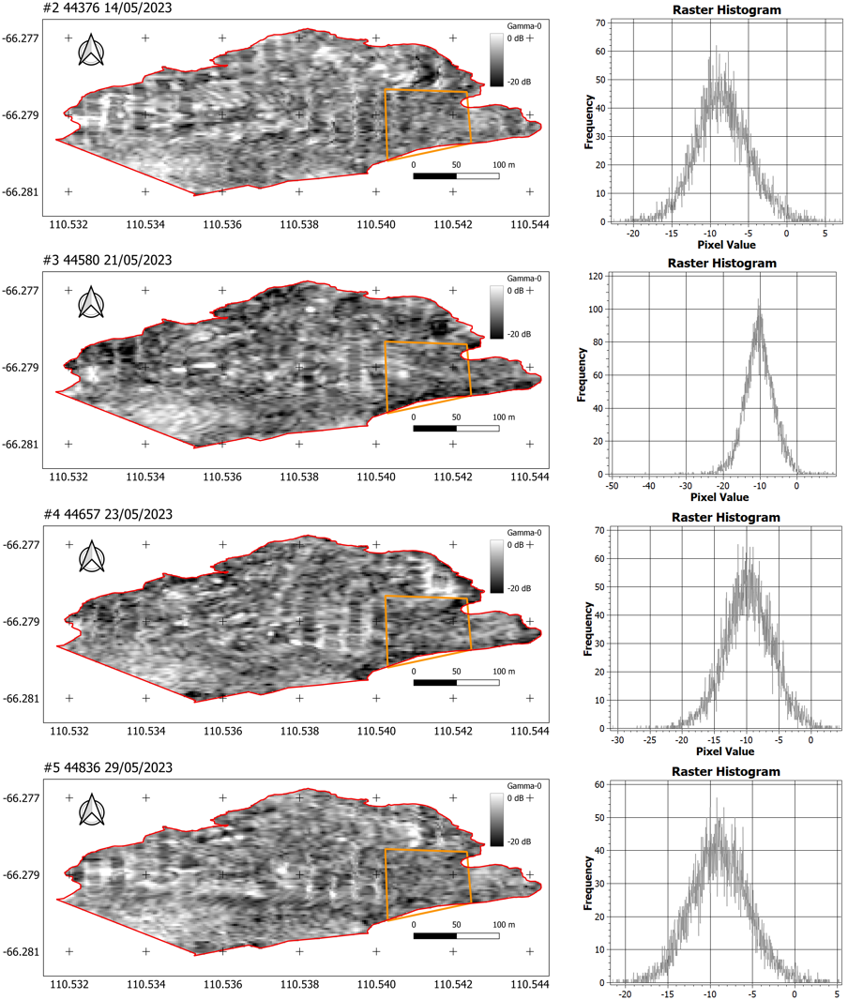 #2 44376 14/05/2023
Gamma-0
0 dB
-20 dB
-66.277
-66.279
-66.281
0 50 100 m
110.532 110.534 110.536 110.538 110.540 110.542 110.544
Raster Histogram
Frequency
70
60
50
40
30
20
10
0
-20 -15 -10 -5 0 5
Pixel Value
#3 44580 21/05/2023
Gamma-0
0 dB
-20 dB
-66.277
-66.279
-66.281
0 50 100 m
110.532 110.534 110.536 110.538 110.540 110.542 110.544
Raster Histogram
Frequency
120
100
80
60
40
20
0
-50 -40 -30 -20 -10 0
Pixel Value
#4 44657 23/05/2023
Gamma-0
0 dB
-20 dB
-66.277
-66.279
-66.281
0 50 100 m
110.532 110.534 110.536 110.538 110.540 110.542 110.544
Raster Histogram
Frequency
70
60
50
40
30
20
10
0
-30 -25 -20 -15 -10 -5 0
Pixel Value
#5 44836 29/05/2023
Gamma-0
0 dB
-20 dB
-66.277
-66.279
-66.281
0 50 100 m
110.532 110.534 110.536 110.538 110.540 110.542 110.544
Raster Histogram
Frequency
60
50
40
30
20
10
0
-20 -15 -10 -5 0 5
Pixel Value